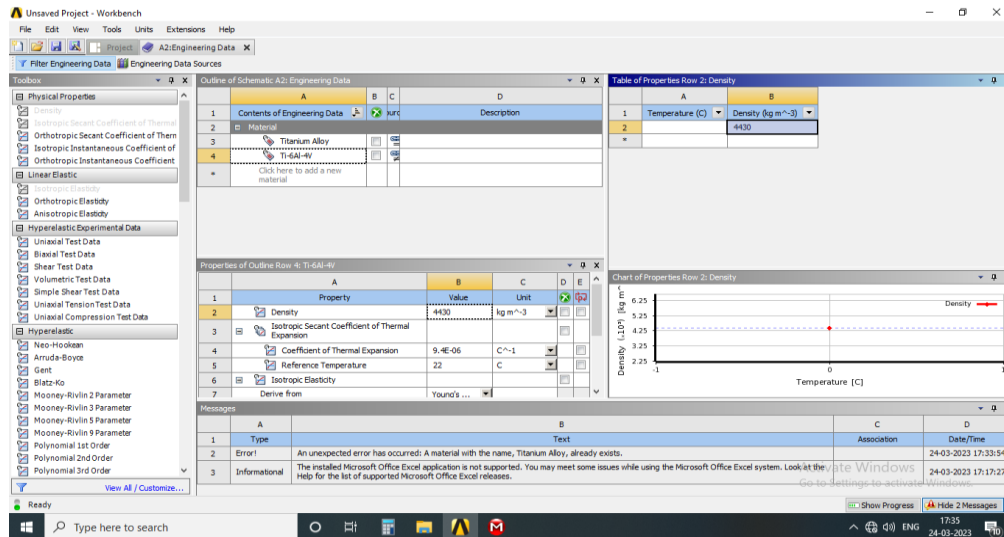 Unsaved Project - Workbench
File Edit View Tools Units Extensions Help
Project A2:Engineering Data
Filter Engineering Data Engineering Data Sources
Toolbox
Physical Properties
Density
Isotropic Secant Coefficient of Thermal
Orthotropic Secant Coefficient of Thern
Isotropic Instantaneous Coefficient of
Orthotropic Instantaneous Coefficient
Linear Elastic
Isotropic Elasticity
Orthotropic Elasticity
Anisotropic Elasticity
Hyperelastic Experimental Data
Uniaxial Test Data
Biaxial Test Data
Shear Test Data
Volumetric Test Data
Simple Shear Test Data
Uniaxial Tension Test Data
Uniaxial Compression Test Data
Hyperelastic
Neo-Hookean
Arruda-Boyce
Gent
Blatz-Ko
Mooney-Rivlin 2 Parameter
Mooney-Rivlin 3 Parameter
Mooney-Rivlin 5 Parameter
Mooney-Rivlin 9 Parameter
Polynomial 1st Order
Polynomial 2nd Order
Polynomial 3rd Order
View All / Customize...
Outline of Schematic A2: Engineering Data
A B C D
1 Contents of Engineering Data ourc Description
2 Material
3 Titanium Alloy
4 Ti-6Al-4V
* Click here to add a new
material
Properties of Outline Row 4: Ti-6Al-4V
A B C D E
1 Property Value Unit
2 Density 4430 kg m^-3
3 Isotropic Secant Coefficient of Thermal
Expansion
4 Coefficient of Thermal Expansion 9.4E-06 C^-1
5 Reference Temperature 22 C
6 Isotropic Elasticity
7 Derive from Young's ...
Table of Properties Row 2: Density
A B
1 Temperature (C) Density (kg m^-3)
2 4430
*
Chart of Properties Row 2: Density
Density (.10³) [kg m^
6.25
5.25
4.25
3.25
2.25
-1 0 1
Temperature [C]
Density
Messages
A B C D
1 Type Text Association Date/Time
2 Error! An unexpected error has occurred: A material with the name, Titanium Alloy, already exists. 24-03-2023 17:33:54
3 Informational The installed Microsoft Office Excel application is not supported. You may meet some issues while using the Microsoft Office Excel system. Look at the
Help for the list of supported Microsoft Office Excel releases. 24-03-2023 17:17:27
Activate Windows
Go to Settings to activate Windows.
Ready Show Progress Hide 2 Messages
Type here to search ENG 17:35
24-03-2023